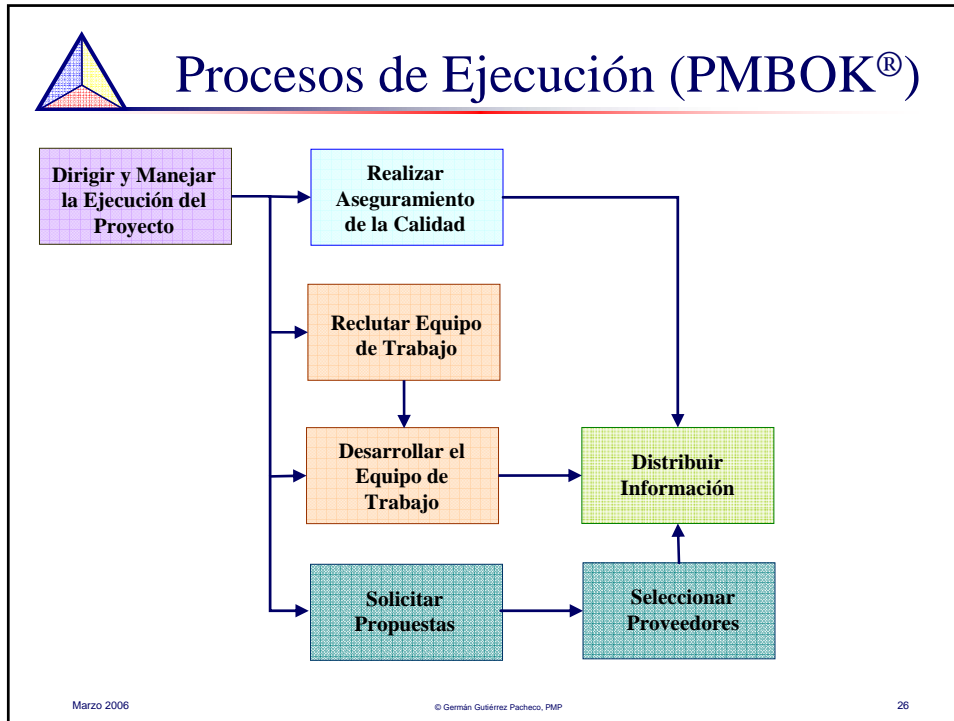 Procesos de Ejecución (PMBOK®)
Dirigir y Manejar
la Ejecución del
Proyecto
Realizar
Aseguramiento
de la Calidad
Reclutar Equipo
de Trabajo
Desarrollar el
Equipo de
Trabajo
Distribuir
Información
Solicitar
Propuestas
Seleccionar
Proveedores
Marzo 2006
© Germán Gutiérrez Pacheco, PMP
26